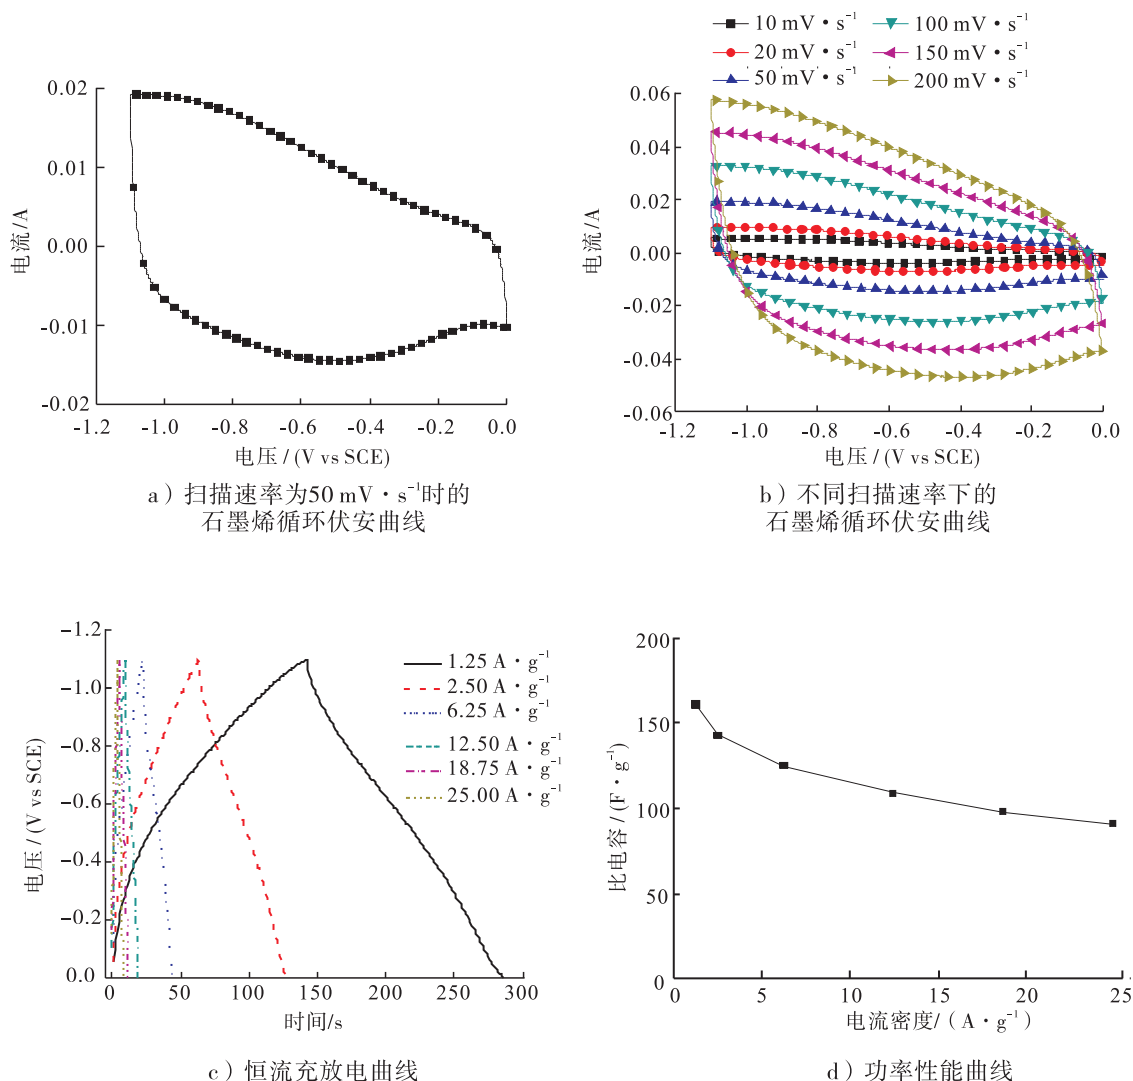 10 mV·s⁻¹ 100 mV·s⁻¹
20 mV·s⁻¹ 150 mV·s⁻¹
50 mV·s⁻¹ 200 mV·s⁻¹
0.02
0.01
0.00
-0.01
-0.02
电流/A
-1.2 -1.0 -0.8 -0.6 -0.4 -0.2 0.0
电压/(V vs SCE)
a）扫描速率为50 mV·s⁻¹时的
石墨烯循环伏安曲线
0.06
0.04
0.02
0.00
-0.02
-0.04
-0.06
电流/A
-1.2 -1.0 -0.8 -0.6 -0.4 -0.2 0.0
电压/(V vs SCE)
b）不同扫描速率下的
石墨烯循环伏安曲线
-1.2
-1.0
-0.8
-0.6
-0.4
-0.2
0.0
电压/(V vs SCE)
1.25 A·g⁻¹
2.50 A·g⁻¹
6.25 A·g⁻¹
12.50 A·g⁻¹
18.75 A·g⁻¹
25.00 A·g⁻¹
0 50 100 150 200 250 300
时间/s
c）恒流充放电曲线
200
150
100
50
0
比电容/(F·g⁻¹)
0 5 10 15 20 25
电流密度/(A·g⁻¹)
d）功率性能曲线